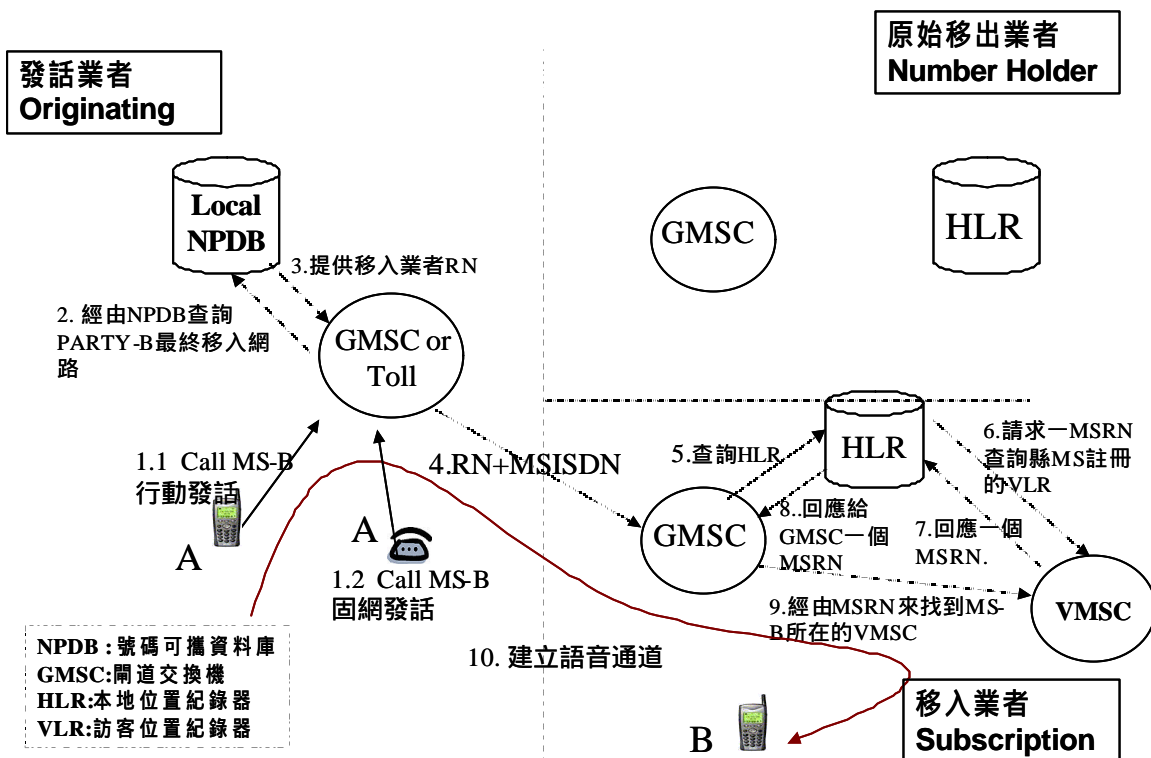 發話業者
Originating
原始移出業者
Number Holder
Local
NPDB
GMSC
HLR
3.提供移入業者RN
2. 經由NPDB查詢
PARTY-B最終移入網
路
GMSC or
Toll
1.1 Call MS-B
行動發話
A
A
1.2 Call MS-B
固網發話
4.RN+MSISDN
5.查詢HLR
HLR
6.請求一MSRN
查詢縣MS註冊
的VLR
GMSC
8..回應給
GMSC一個
MSRN
7.回應一個
MSRN.
9.經由MSRN來找到MS-
B所在的VMSC
VMSC
NPDB : 號碼可攜資料庫
GMSC:閘道交換機
HLR:本地位置紀錄器
VLR:訪客位置紀錄器
10. 建立語音通道
B
移入業者
Subscription